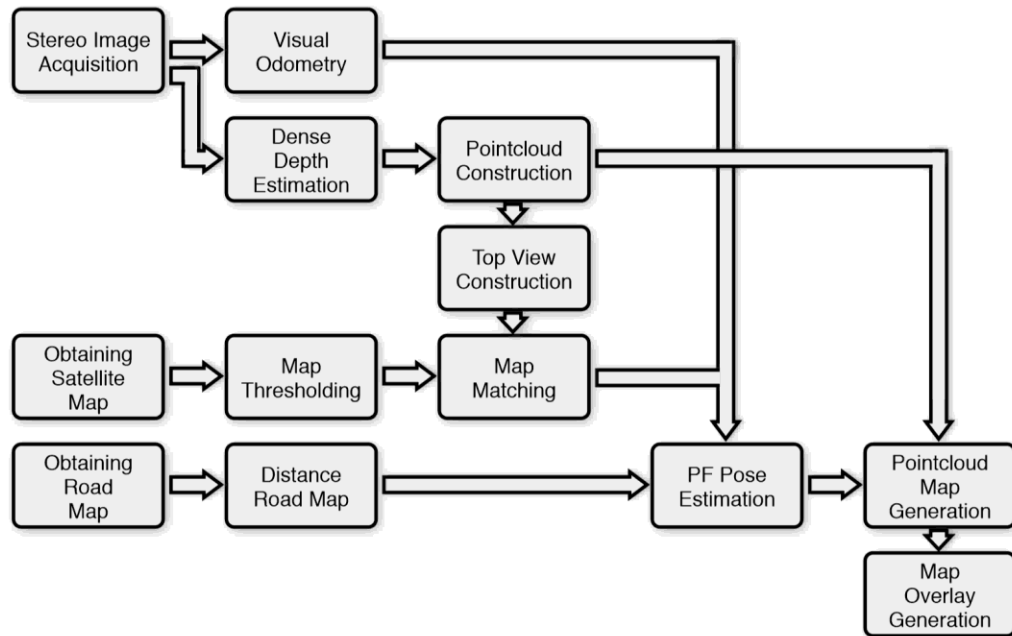 Stereo Image
Acquisition
Visual
Odometry
Dense
Depth
Estimation
Pointcloud
Construction
Top View
Construction
Obtaining
Satellite
Map
Map
Thresholding
Map
Matching
Obtaining
Road
Map
Distance
Road Map
PF Pose
Estimation
Pointcloud
Map
Generation
Map
Overlay
Generation